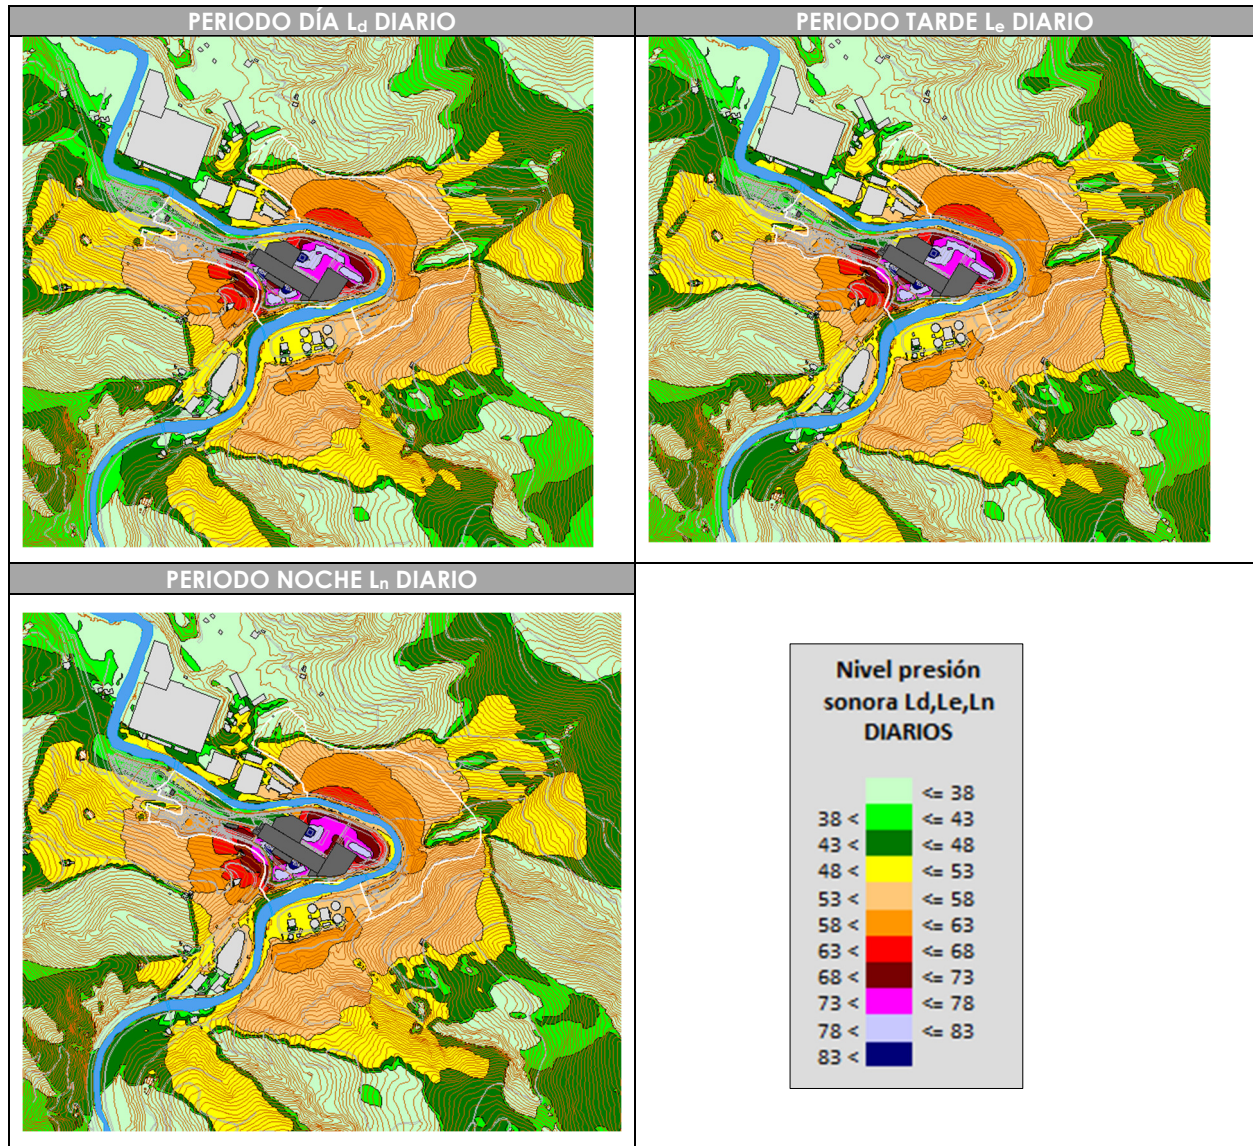 PERIODO DÍA Ld DIARIO
PERIODO TARDE Le DIARIO
PERIODO NOCHE Ln DIARIO
Nivel presión
sonora Ld,Le,Ln
DIARIOS
<= 38
38 < <= 43
43 < <= 48
48 < <= 53
53 < <= 58
58 < <= 63
63 < <= 68
68 < <= 73
73 < <= 78
78 < <= 83
83 <